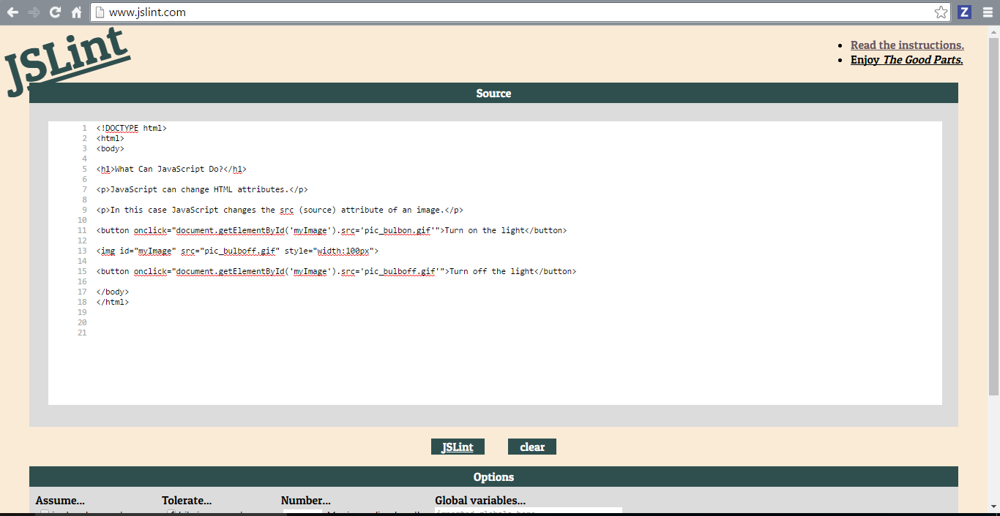 www.jslint.com
Z
JSLint
Read the instructions.
Enjoy The Good Parts.
Source
1 <!DOCTYPE html>
2 <html>
3 <body>
4
5 <h1>What Can JavaScript Do?</h1>
6
7 <p>JavaScript can change HTML attributes.</p>
8
9 <p>In this case JavaScript changes the src (source) attribute of an image.</p>
10
11 <button onclick="document.getElementById('myImage').src='pic_bulbon.gif'">Turn on the light</button>
12
13 <img id="myImage" src="pic_bulboff.gif" style="width:100px">
14
15 <button onclick="document.getElementById('myImage').src='pic_bulboff.gif'">Turn off the light</button>
16
17 </body>
18 </html>
19
20
21
JSLint clear
Options
Assume... Tolerate... Number... Global variables...